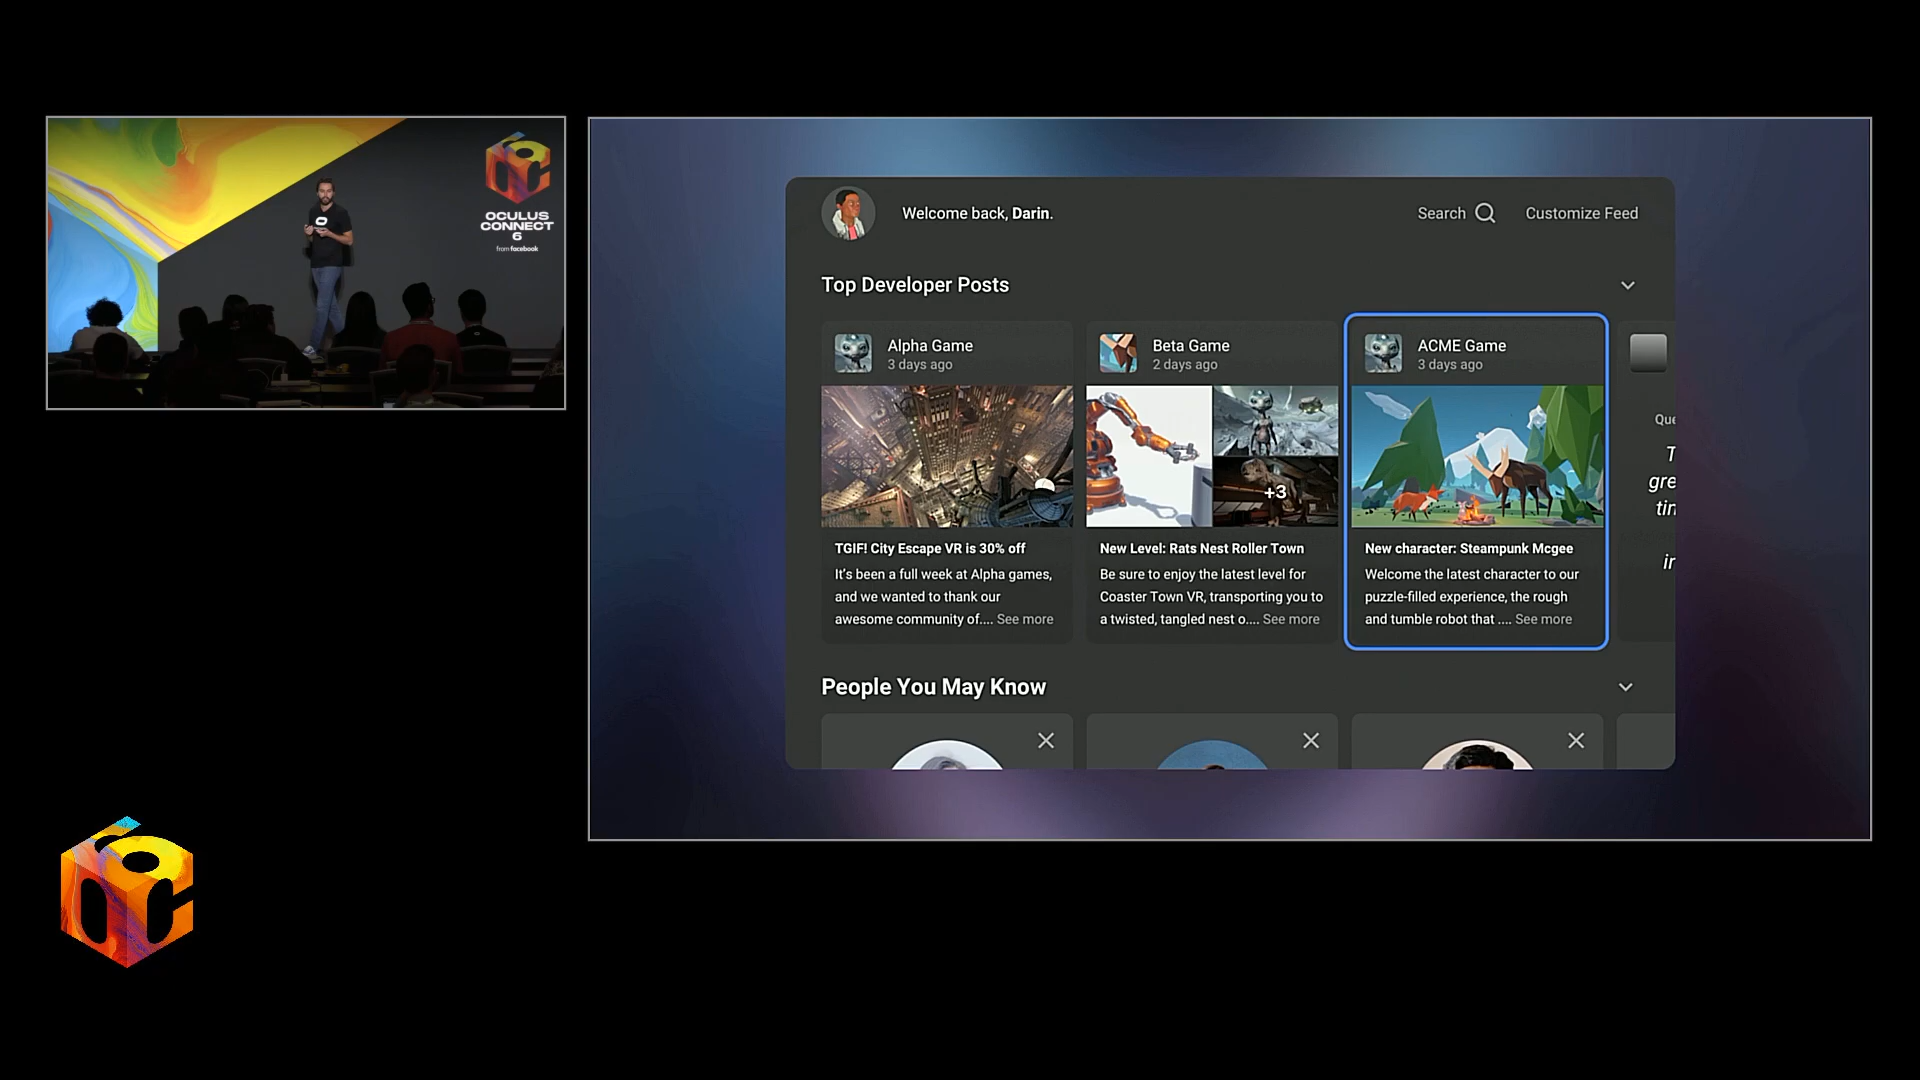 OCULUS
CONNECT
6
from facebook
Welcome back, Darin.
Search
Customize Feed
Top Developer Posts
Alpha Game
3 days ago
TGIF! City Escape VR is 30% off
It's been a full week at Alpha games,
and we wanted to thank our
awesome community of.... See more
Beta Game
2 days ago
+3
New Level: Rats Nest Roller Town
Be sure to enjoy the latest level for
Coaster Town VR, transporting you to
a twisted, tangled nest o.... See more
ACME Game
3 days ago
New character: Steampunk Mcgee
Welcome the latest character to our
puzzle-filled experience, the rough
and tumble robot that .... See more
People You May Know